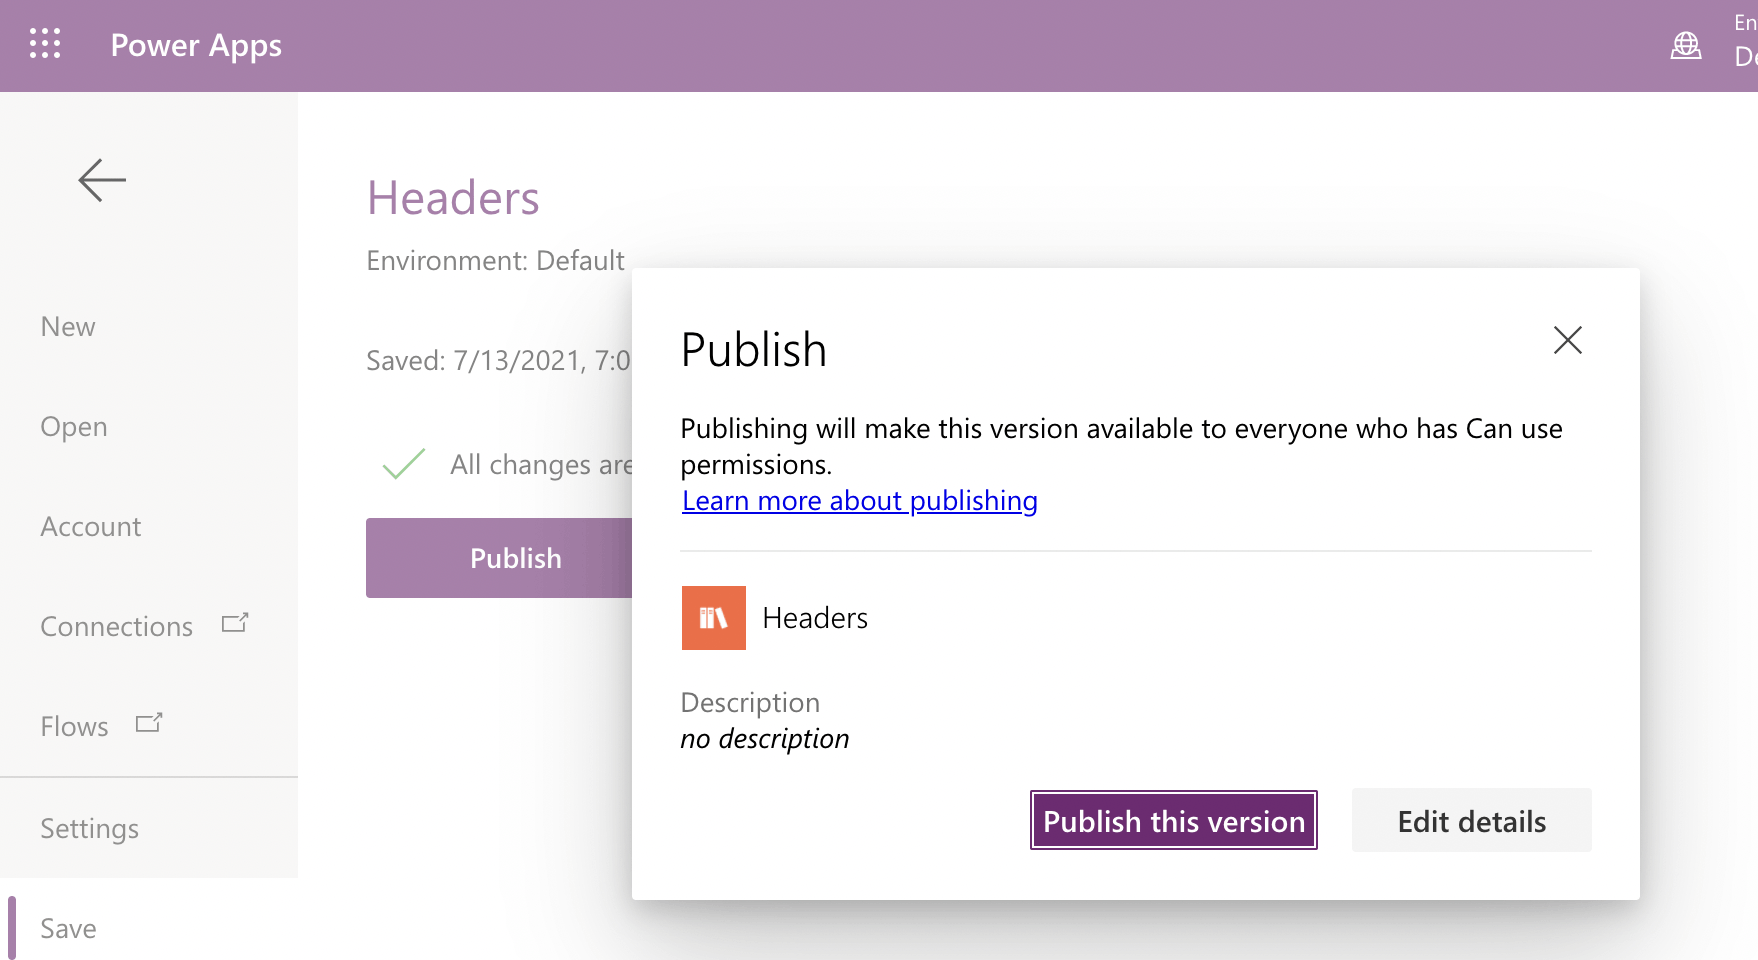 Power Apps
En
De
Headers
Environment: Default
New
Saved: 7/13/2021, 7:0
Open
All changes are
Account
Publish
Connections
Flows
Settings
Save
Publish
Publishing will make this version available to everyone who has Can use
permissions.
Learn more about publishing
Headers
Description
no description
Publish this version
Edit details